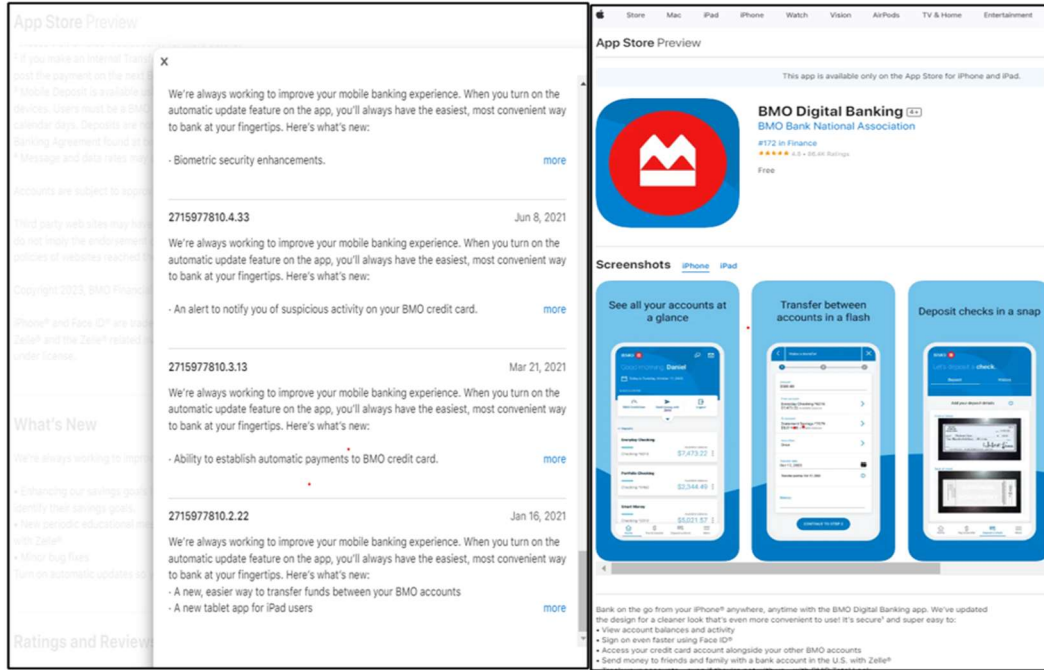 App Store Preview
X
We're always working to improve your mobile banking experience. When you turn on the
automatic update feature on the app, you'll always have the easiest, most convenient way
to bank at your fingertips. Here's what's new:
- Biometric security enhancements.
more
2715977810.4.33
Jun 8, 2021
We're always working to improve your mobile banking experience. When you turn on the
automatic update feature on the app, you'll always have the easiest, most convenient way
to bank at your fingertips. Here's what's new:
- An alert to notify you of suspicious activity on your BMO credit card.
more
2715977810.3.13
Mar 21, 2021
We're always working to improve your mobile banking experience. When you turn on the
automatic update feature on the app, you'll always have the easiest, most convenient way
to bank at your fingertips. Here's what's new:
- Ability to establish automatic payments to BMO credit card.
more
2715977810.2.22
Jan 16, 2021
We're always working to improve your mobile banking experience. When you turn on the
automatic update feature on the app, you'll always have the easiest, most convenient way
to bank at your fingertips. Here's what's new:
- A new, easier way to transfer funds between your BMO accounts
- A new tablet app for iPad users
more
What's New
Ratings and Reviews
Store Mac iPad iPhone Watch Vision AirPods TV & Home Entertainment
App Store Preview
This app is available only on the App Store for iPhone and iPad.
BMO Digital Banking 4+
BMO Bank National Association
#172 in Finance
Free
Screenshots iPhone iPad
See all your accounts at
a glance
Transfer between
accounts in a flash
Deposit checks in a snap
Daniel
Everyday Checking
$7,473.22
Portfolio Checking
$2,344.49
Smart Money
$5,021.57
CONTINUE TO STEP 2
Let's deposit a check.
Bank on the go from your iPhone® anywhere, anytime with the BMO Digital Banking app. We've updated
the design for a cleaner look that's even more convenient to use! It's secure¹ and super easy to:
• View account balances and activity
• Sign on even faster using Face ID®
• Access your credit card account alongside your other BMO accounts
• Send money to friends and family with a bank account in the U.S. with Zelle®